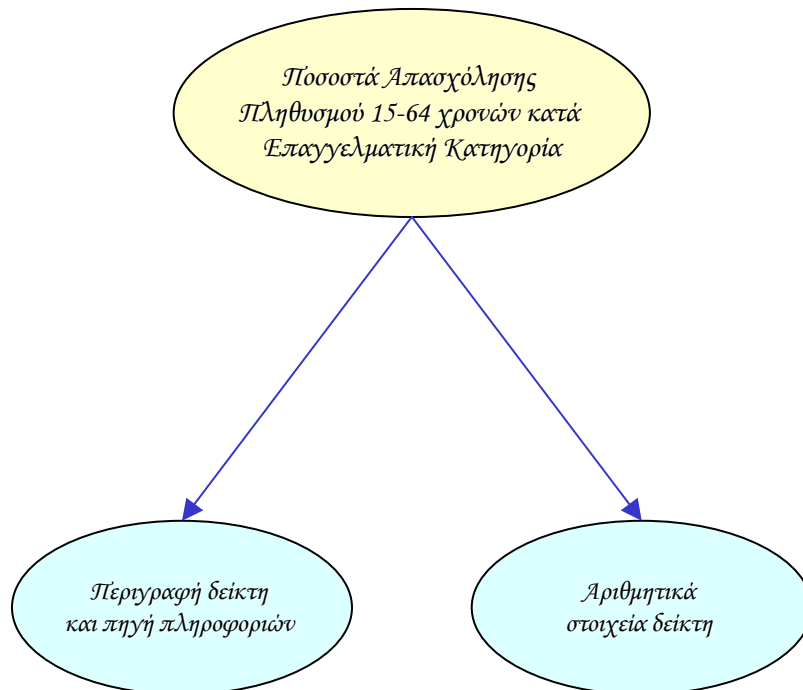 Ποσοστά Απασχόλησης
Πληθυσμού 15-64 χρονών κατά
Επαγγελματική Κατηγορία
Περιγραφή δείκτη
και πηγή πληροφοριών
Αριθμητικά
στοιχεία δείκτη